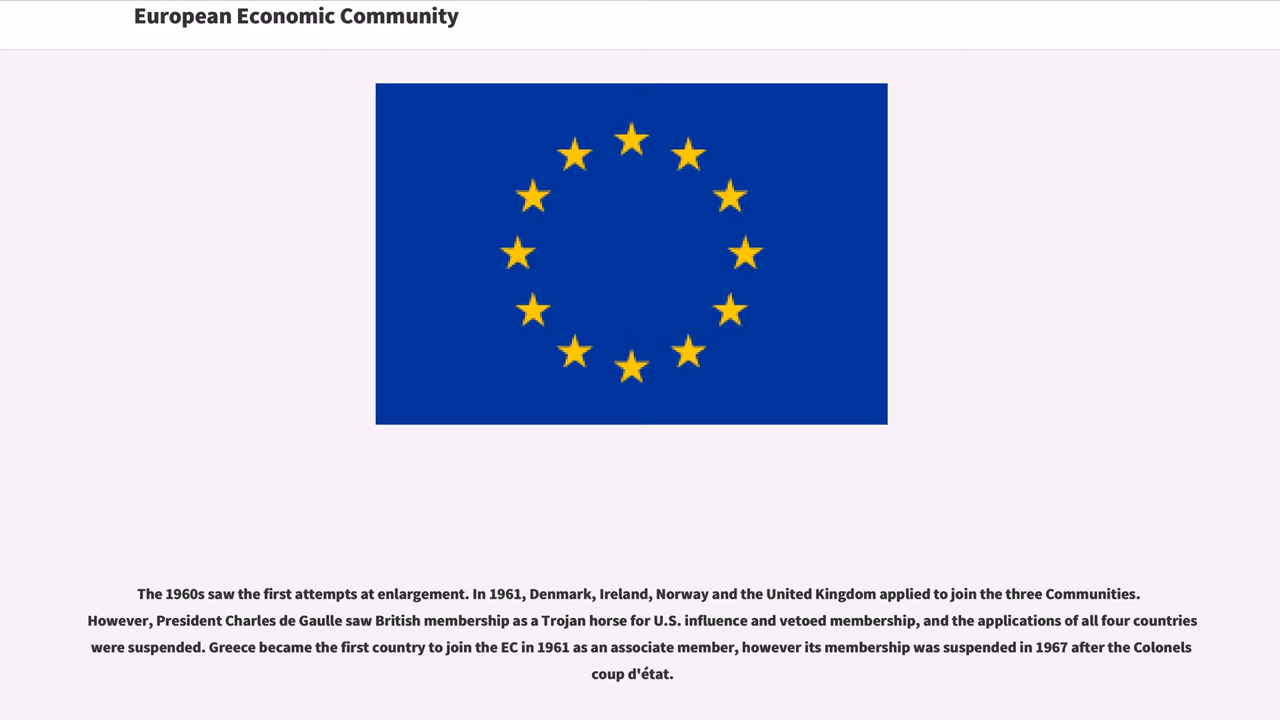 European Economic Community
The 1960s saw the first attempts at enlargement. In 1961, Denmark, Ireland, Norway and the United Kingdom applied to join the three Communities.
However, President Charles de Gaulle saw British membership as a Trojan horse for U.S. influence and vetoed membership, and the applications of all four countries
were suspended. Greece became the first country to join the EC in 1961 as an associate member, however its membership was suspended in 1967 after the Colonels
coup d'état.